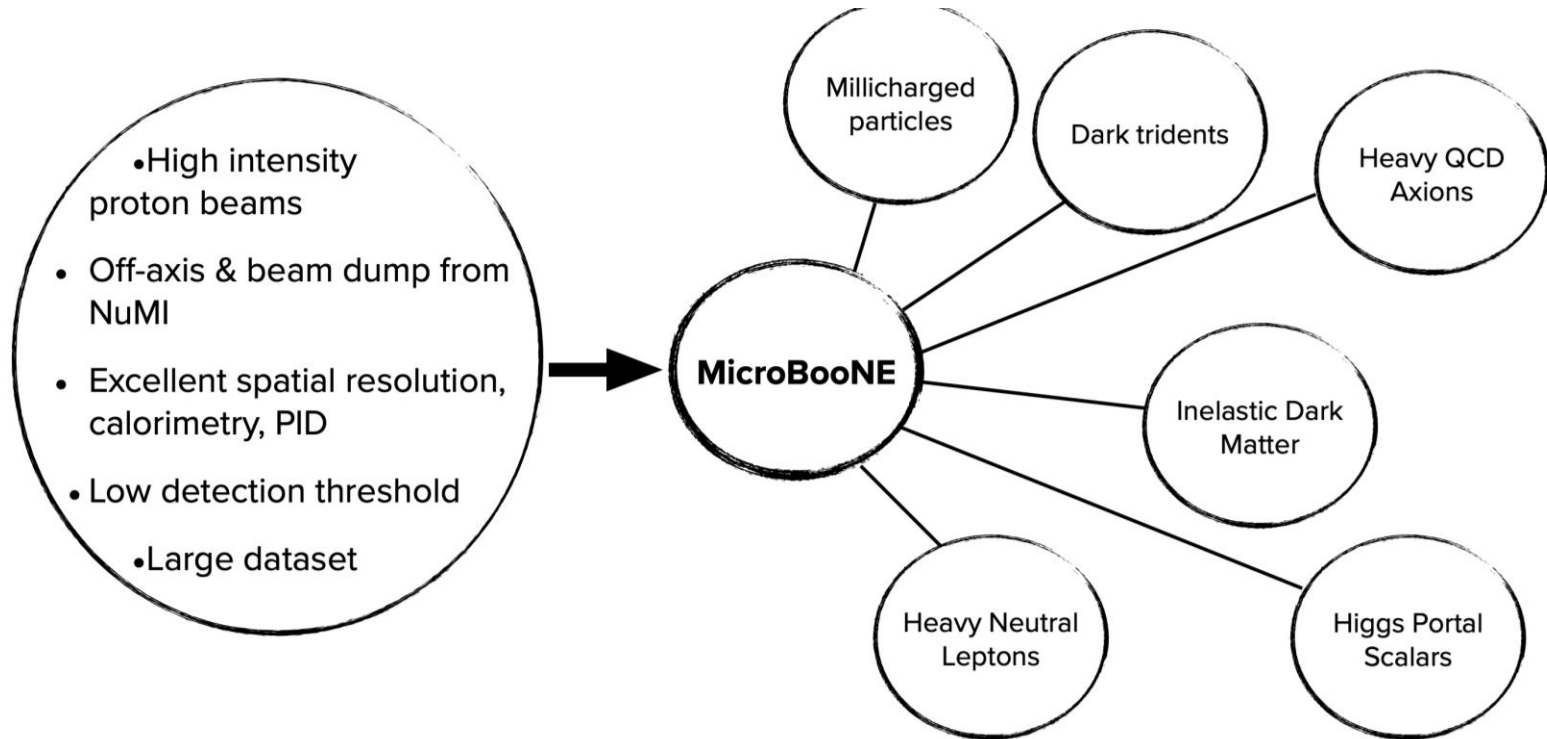 •High intensity
proton beams
• Off-axis & beam dump from
NuMI
• Excellent spatial resolution,
calorimetry, PID
• Low detection threshold
•Large dataset
MicroBooNE
Millicharged
particles
Dark tridents
Heavy QCD
Axions
Inelastic Dark
Matter
Higgs Portal
Scalars
Heavy Neutral
Leptons